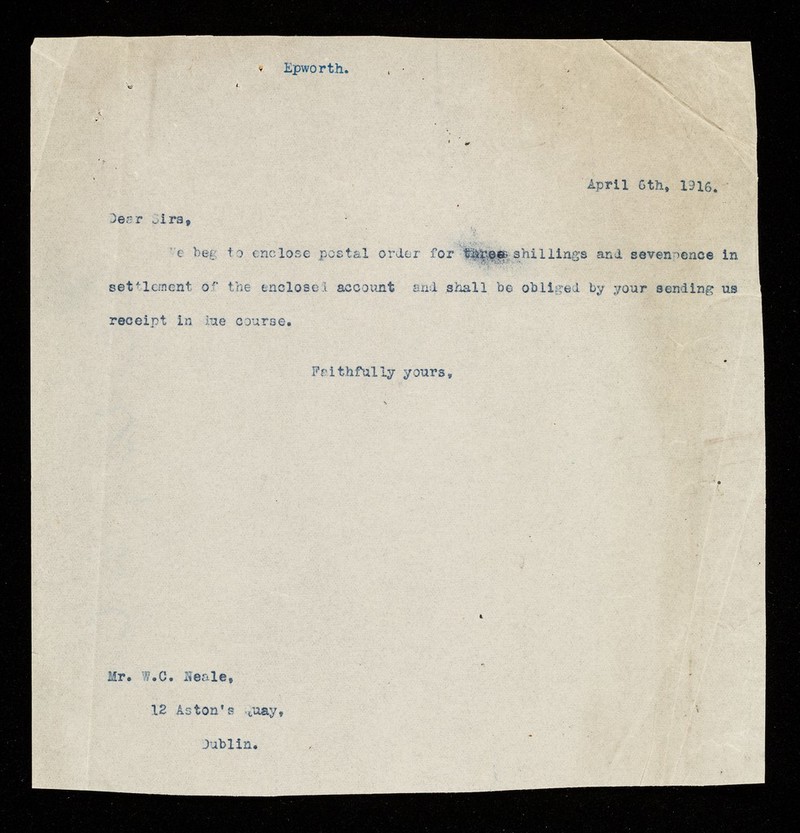 Epworth.
April 6th, 1916.
Dear Sirs,
We beg to enclose postal order for three shillings and sevenpence in
settlement of the enclosed account and shall be obliged by your sending us
receipt in due course.
Faithfully yours,
Mr. W.C. Neale,
12 Aston's Quay,
Dublin.